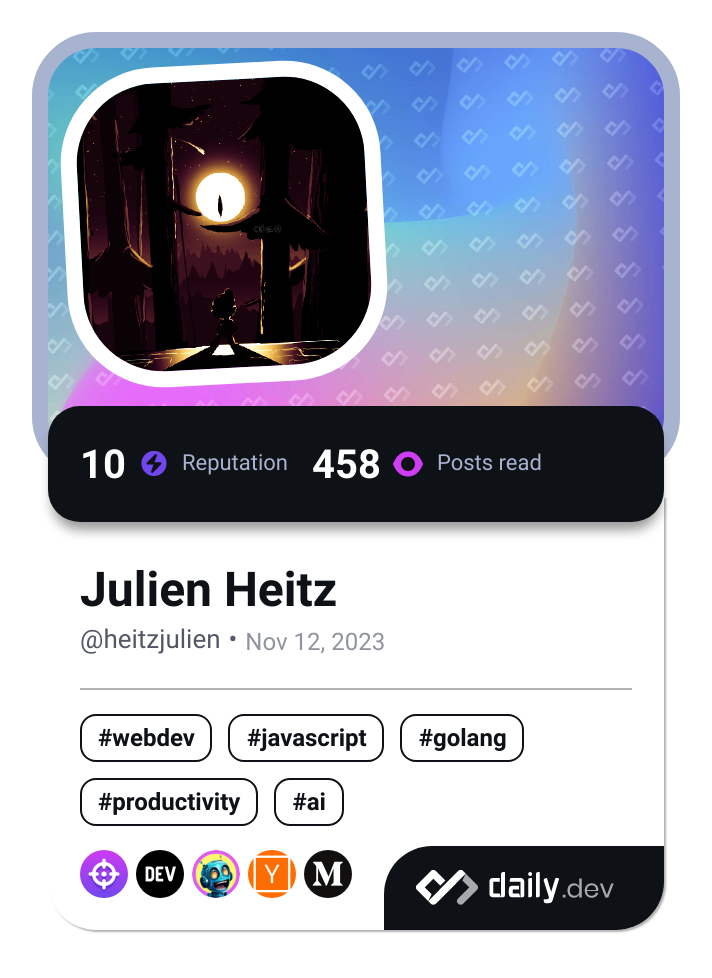 10 Reputation 458 Posts read
Julien Heitz
@heitzjulien • Nov 12, 2023
#webdev #javascript #golang
#productivity #ai
DEV Y M
daily.dev